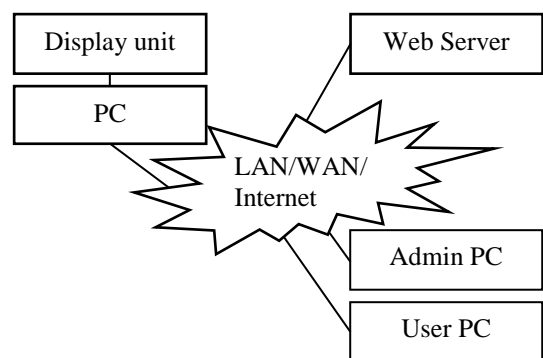 Display unit
Web Server
PC
LAN/WAN/
Internet
Admin PC
User PC